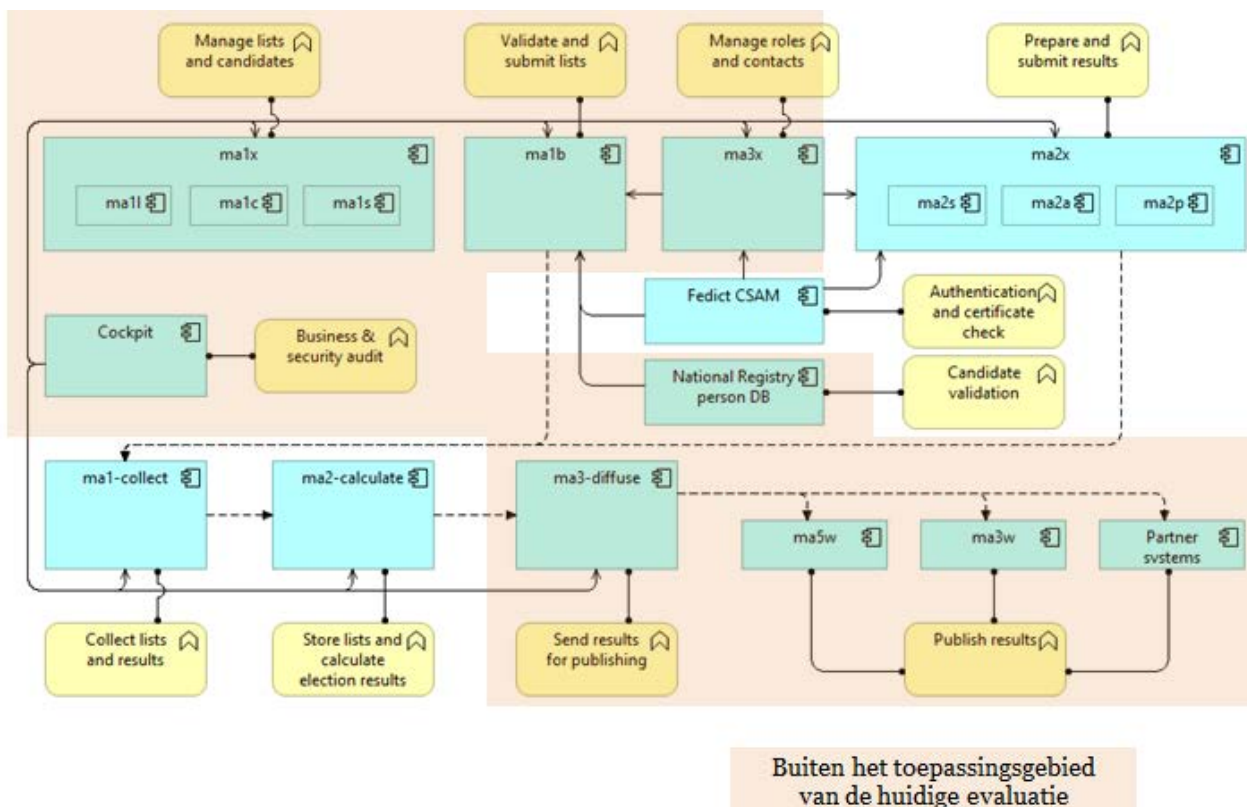 Manage lists
and candidates
Validate and
submit lists
Manage roles
and contacts
Prepare and
submit results
ma1x
ma1l
ma1c
ma1s
ma1b
ma3x
ma2x
ma2s
ma2a
ma2p
Fedict CSAM
Authentication
and certificate
check
Cockpit
Business &
security audit
National Registry
person DB
Candidate
validation
ma1-collect
ma2-calculate
ma3-diffuse
ma5w
ma3w
Partner
systems
Collect lists
and results
Store lists and
calculate
election results
Send results
for publishing
Publish results
Buiten het toepassingsgebied
van de huidige evaluatie